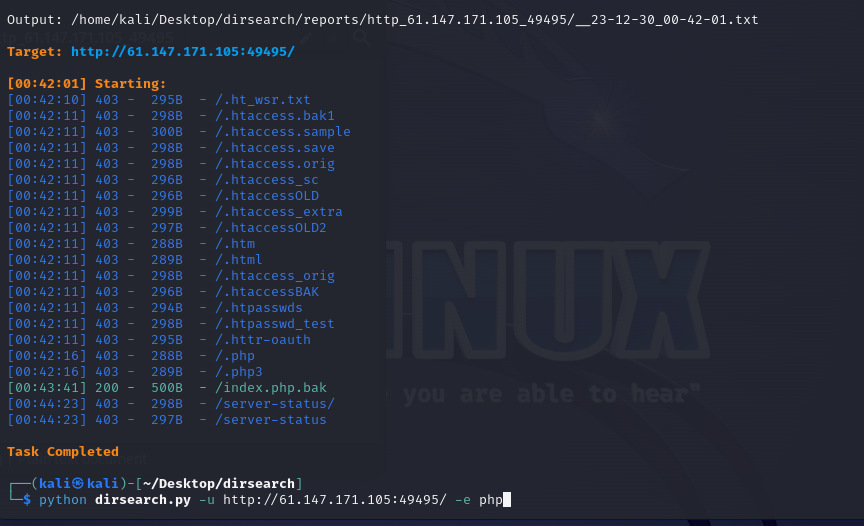 Output: /home/kali/Desktop/dirsearch/reports/http_61.147.171.105_49495/__23-12-30_00-42-01.txt
Target: http://61.147.171.105:49495/
[00:42:01] Starting:
[00:42:10] 403 -  295B  - /.ht_wsr.txt
[00:42:11] 403 -  298B  - /.htaccess.bak1
[00:42:11] 403 -  300B  - /.htaccess.sample
[00:42:11] 403 -  298B  - /.htaccess.save
[00:42:11] 403 -  298B  - /.htaccess.orig
[00:42:11] 403 -  296B  - /.htaccess_sc
[00:42:11] 403 -  296B  - /.htaccessOLD
[00:42:11] 403 -  299B  - /.htaccess_extra
[00:42:11] 403 -  297B  - /.htaccessOLD2
[00:42:11] 403 -  288B  - /.htm
[00:42:11] 403 -  289B  - /.html
[00:42:11] 403 -  298B  - /.htaccess_orig
[00:42:11] 403 -  296B  - /.htaccessBAK
[00:42:11] 403 -  294B  - /.htpasswds
[00:42:11] 403 -  298B  - /.htpasswd_test
[00:42:11] 403 -  295B  - /.httr-oauth
[00:42:16] 403 -  288B  - /.php
[00:42:16] 403 -  289B  - /.php3
[00:43:41] 200 -  500B  - /index.php.bak
[00:44:23] 403 -  298B  - /server-status/
[00:44:23] 403 -  297B  - /server-status
Task Completed
┌──(kali㉿kali)-[~/Desktop/dirsearch]
└─$ python dirsearch.py -u http://61.147.171.105:49495/ -e php
INUX
you are able to hear"